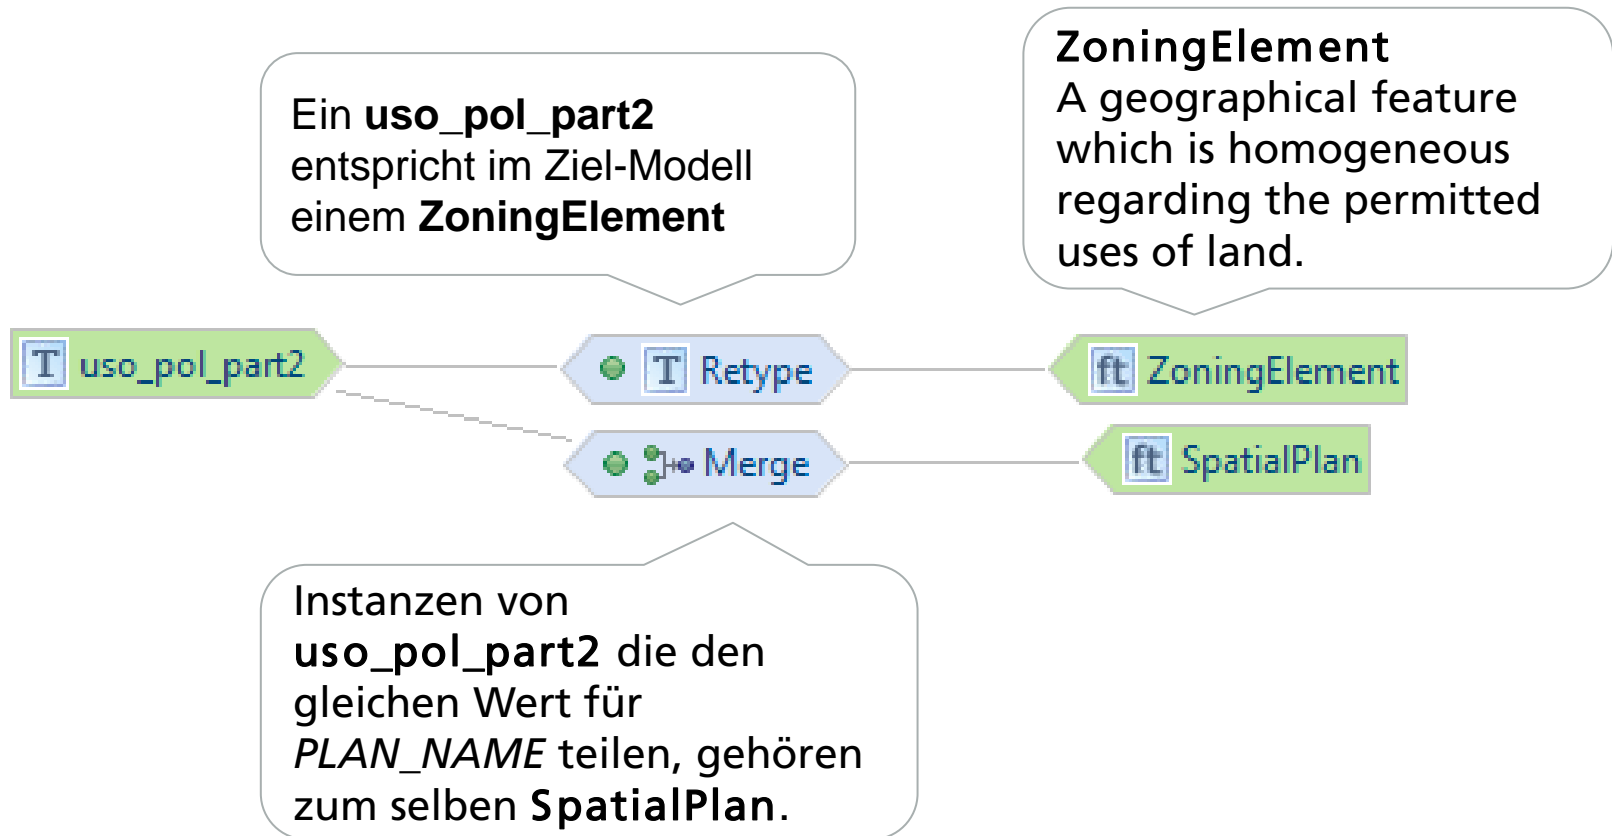 Ein uso_pol_part2
entspricht im Ziel-Modell
einem ZoningElement
ZoningElement
A geographical feature
which is homogeneous
regarding the permitted
uses of land.
T uso_pol_part2
T Retype
ft ZoningElement
Merge
ft SpatialPlan
Instanzen von
uso_pol_part2 die den
gleichen Wert für
PLAN_NAME teilen, gehören
zum selben SpatialPlan.